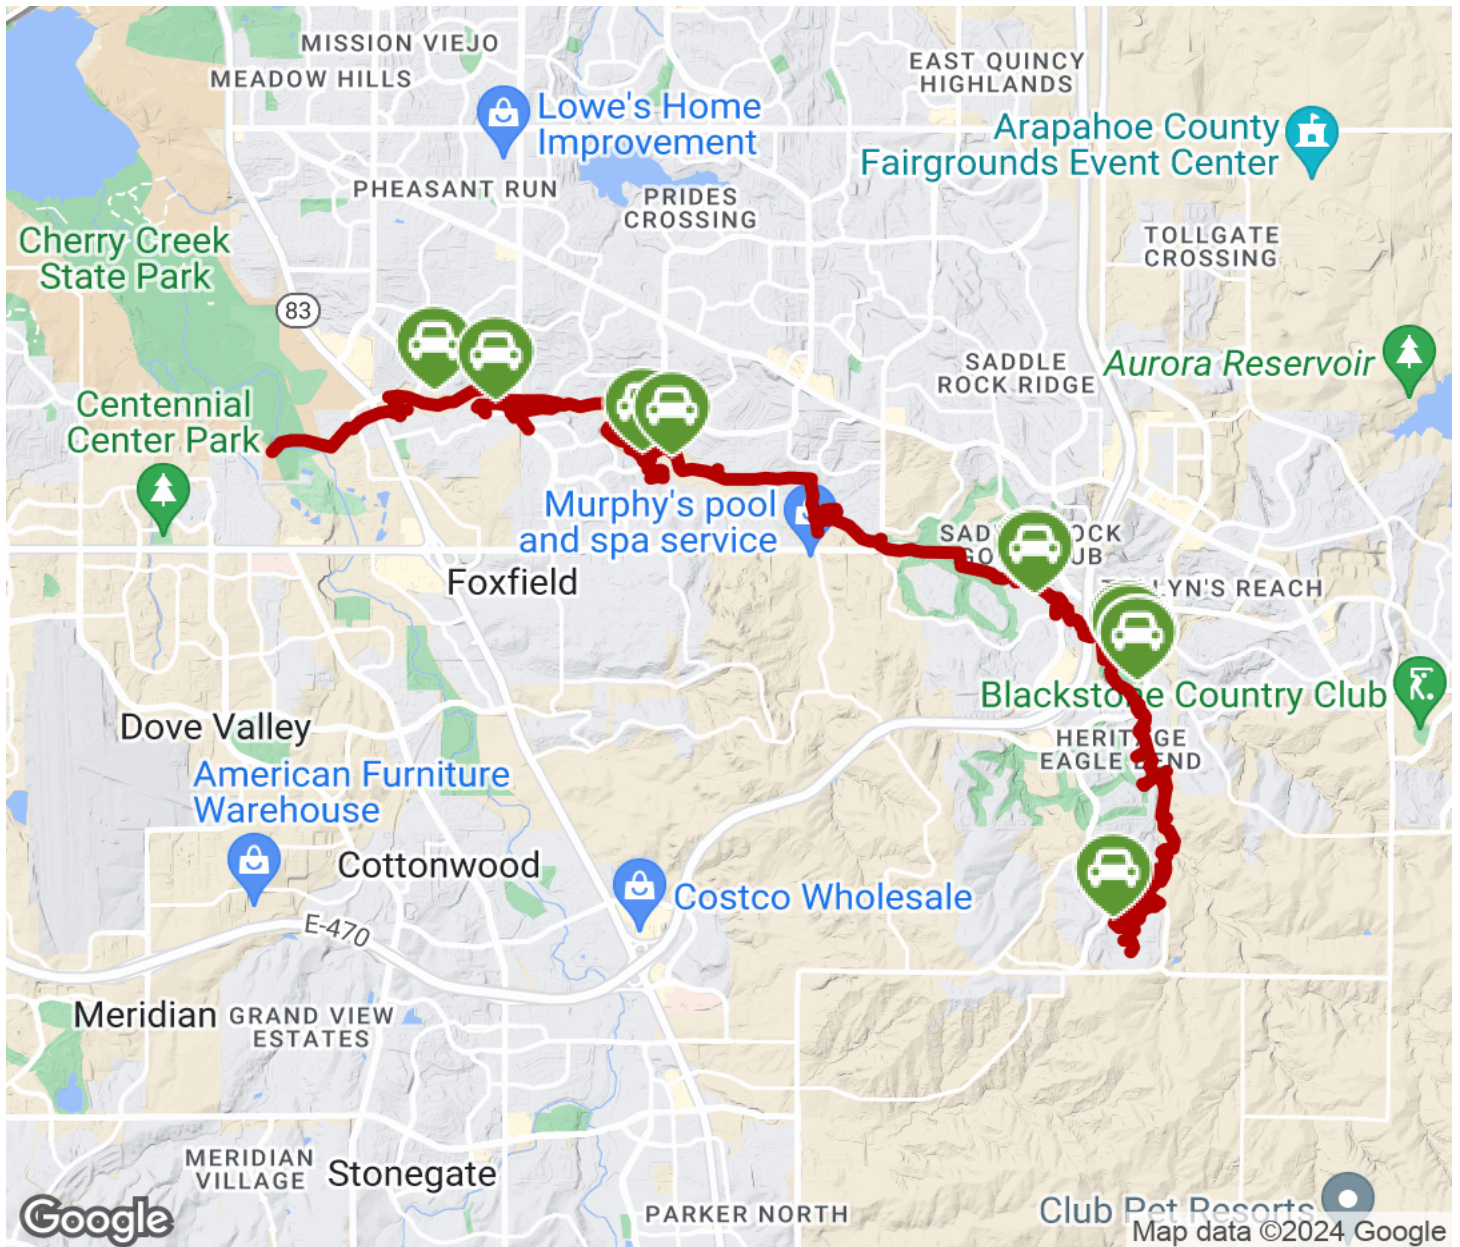 MISSION VIEJO
MEADOW HILLS
EAST QUINCY
HIGHLANDS
Lowe's Home
Improvement
Arapahoe County
Fairgrounds Event Center
PHEASANT RUN
PRIDES
CROSSING
Cherry Creek
State Park
TOLLGATE
CROSSING
83
SADDLE
ROCK RIDGE
Aurora Reservoir
Centennial
Center Park
Murphy's pool
and spa service
Foxfield
Blackstone Country Club
Dove Valley
HERITAGE
EAGLE BEND
American Furniture
Warehouse
Cottonwood
Costco Wholesale
E-470
Meridian
GRAND VIEW
ESTATES
MERIDIAN
VILLAGE
Stonegate
PARKER NORTH
Club Pet Resorts
Google
Map data ©2024 Google